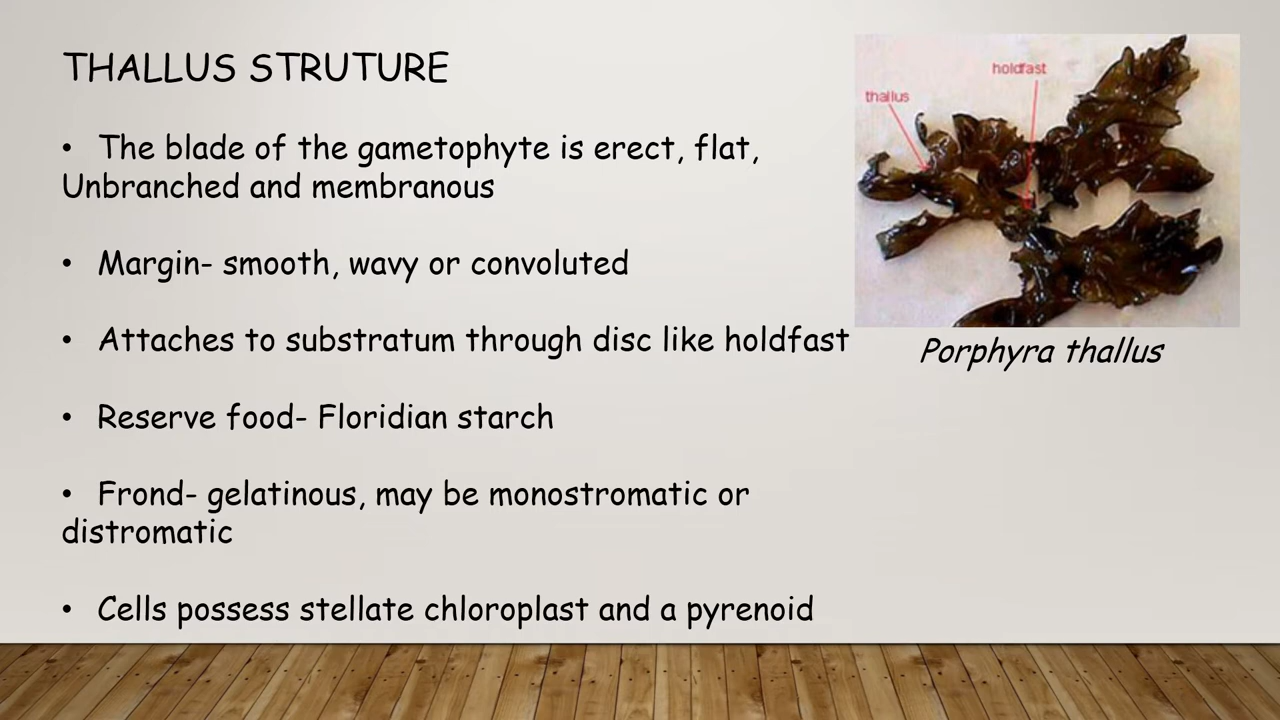 THALLUS STRUTURE
• The blade of the gametophyte is erect, flat,
Unbranched and membranous
• Margin- smooth, wavy or convoluted
• Attaches to substratum through disc like holdfast
• Reserve food- Floridian starch
• Frond- gelatinous, may be monostromatic or
distromatic
• Cells possess stellate chloroplast and a pyrenoid
holdfast
thallus
Porphyra thallus